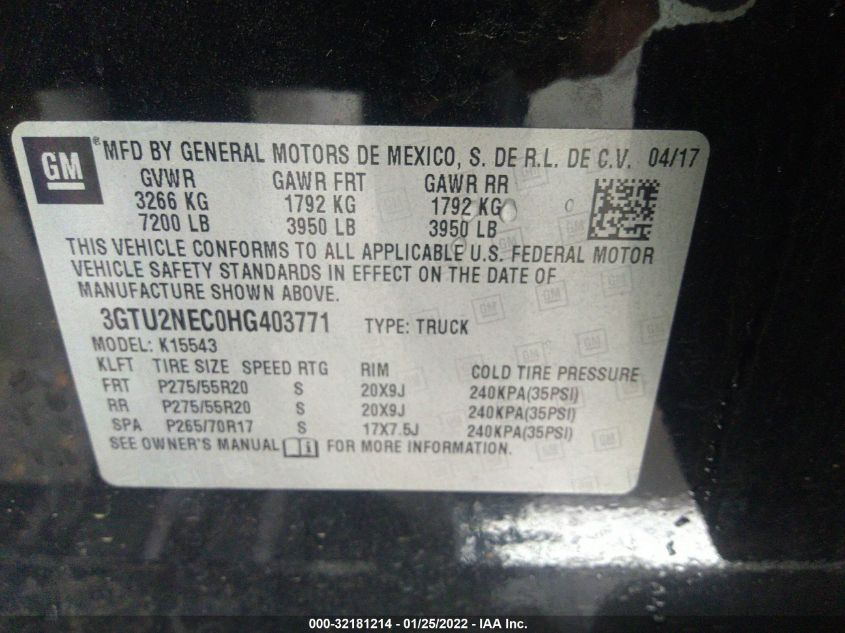 GM® MFD BY GENERAL MOTORS DE MEXICO, S. DE R.L. DE C.V. 04/17
GVWR GAWR FRT GAWR RR
3266 KG 1792 KG 1792 KG
7200 LB 3950 LB 3950 LB
THIS VEHICLE CONFORMS TO ALL APPLICABLE U.S. FEDERAL MOTOR
VEHICLE SAFETY STANDARDS IN EFFECT ON THE DATE OF
MANUFACTURE SHOWN ABOVE.
3GTU2NEC0HG403771 TYPE: TRUCK
MODEL: K15543
KLFT TIRE SIZE SPEED RTG RIM COLD TIRE PRESSURE
FRT P275/55R20 S 20X9J 240KPA(35PSI)
RR P275/55R20 S 20X9J 240KPA(35PSI)
SPA P265/70R17 S 17X7.5J 240KPA(35PSI)
SEE OWNER'S MANUAL FOR MORE INFORMATION.
000-32181214 - 01/25/2022 - IAA Inc.